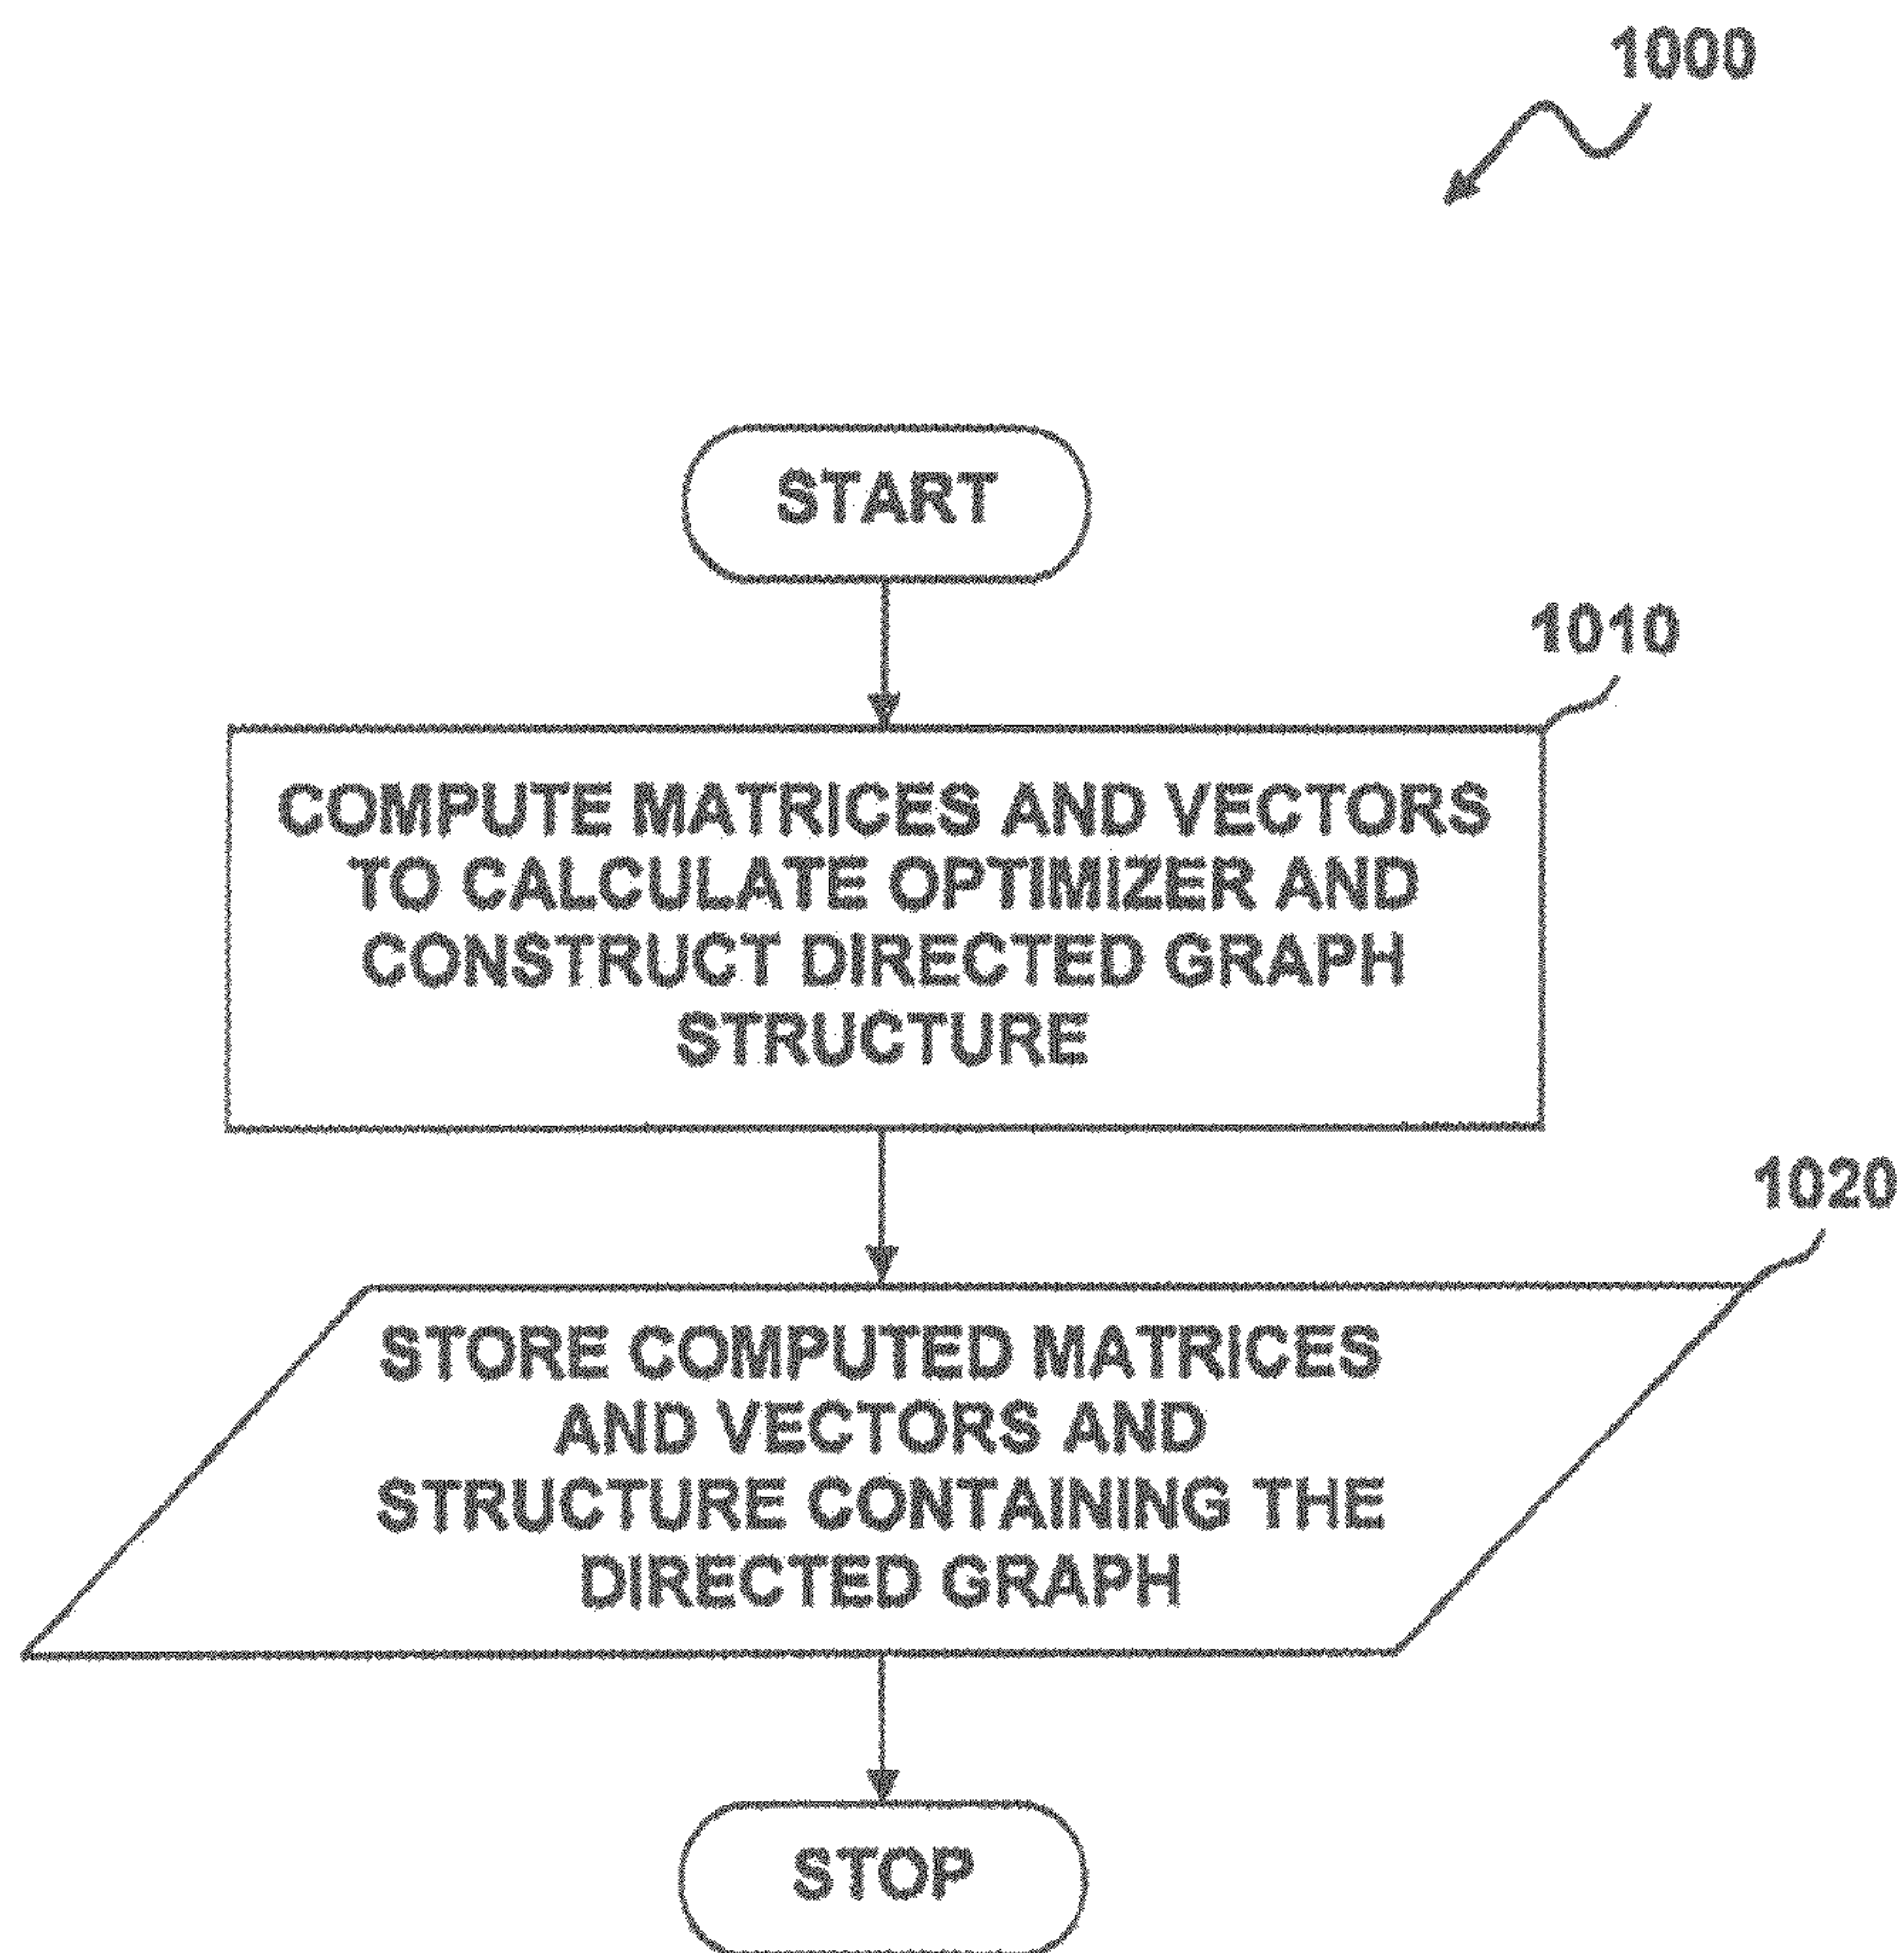 1000
START
1010
COMPUTE MATRICES AND VECTORS
TO CALCULATE OPTIMIZER AND
CONSTRUCT DIRECTED GRAPH
STRUCTURE
1020
STORE COMPUTED MATRICES
AND VECTORS AND
STRUCTURE CONTAINING THE
DIRECTED GRAPH
STOP